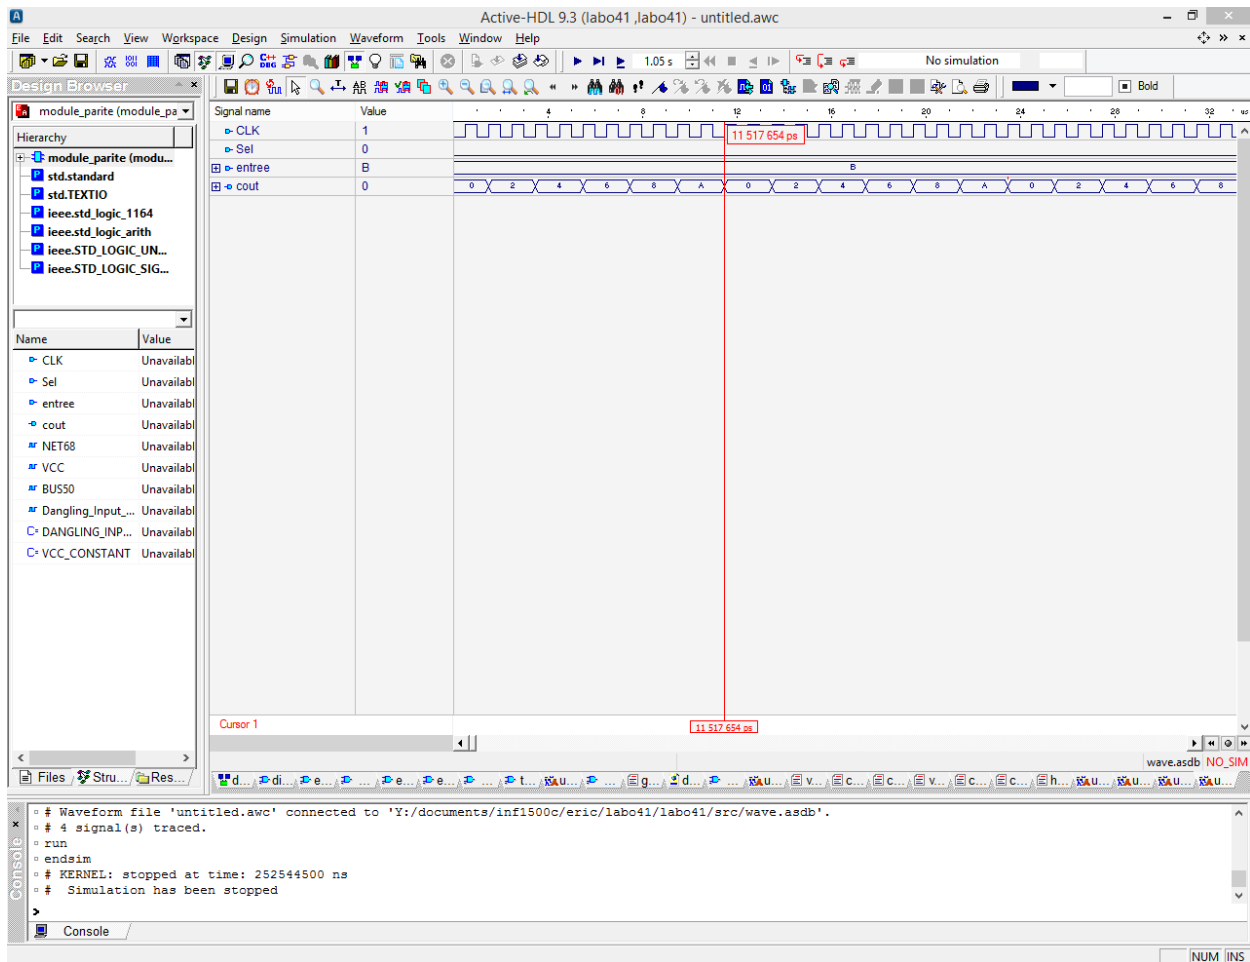 Active-HDL 9.3 (labo41 ,labo41) - untitled.awc
File Edit Search View Workspace Design Simulation Waveform Tools Window Help
1.05 s
No simulation
Design Browser
Bold
module_parite (module_pa
Hierarchy
module_parite (modu...
std.standard
std.TEXTIO
ieee.std_logic_1164
ieee.std_logic_arith
ieee.STD_LOGIC_UN...
ieee.STD_LOGIC_SIG...
Name Value
CLK Unavailabl
Sel Unavailabl
entree Unavailabl
cout Unavailabl
NET68 Unavailabl
VCC Unavailabl
BUS50 Unavailabl
Dangling_Input_... Unavailabl
DANGLING_INP... Unavailabl
VCC_CONSTANT Unavailabl
Files Stru... Res...
Signal name Value 4 8 12 16 20 24 28 32 us
CLK 1
11 517 654 ps
Sel 0
entree B B
cout 0 0 2 4 6 8 A 0 2 4 6 8 A 0 2 4 6 8
Cursor 1
11 517 654 ps
wave.asdb NO_SIM
d... di... e... ... e... e... ... t... u... ... g... d... ... u... v... c... c... v... c... c... h... u... u... u... u...
Console
# Waveform file 'untitled.awc' connected to 'Y:/documents/inf1500c/eric/labo41/labo41/src/wave.asdb'.
# 4 signal(s) traced.
run
endsim
# KERNEL: stopped at time: 252544500 ns
# Simulation has been stopped
>
Console
NUM INS